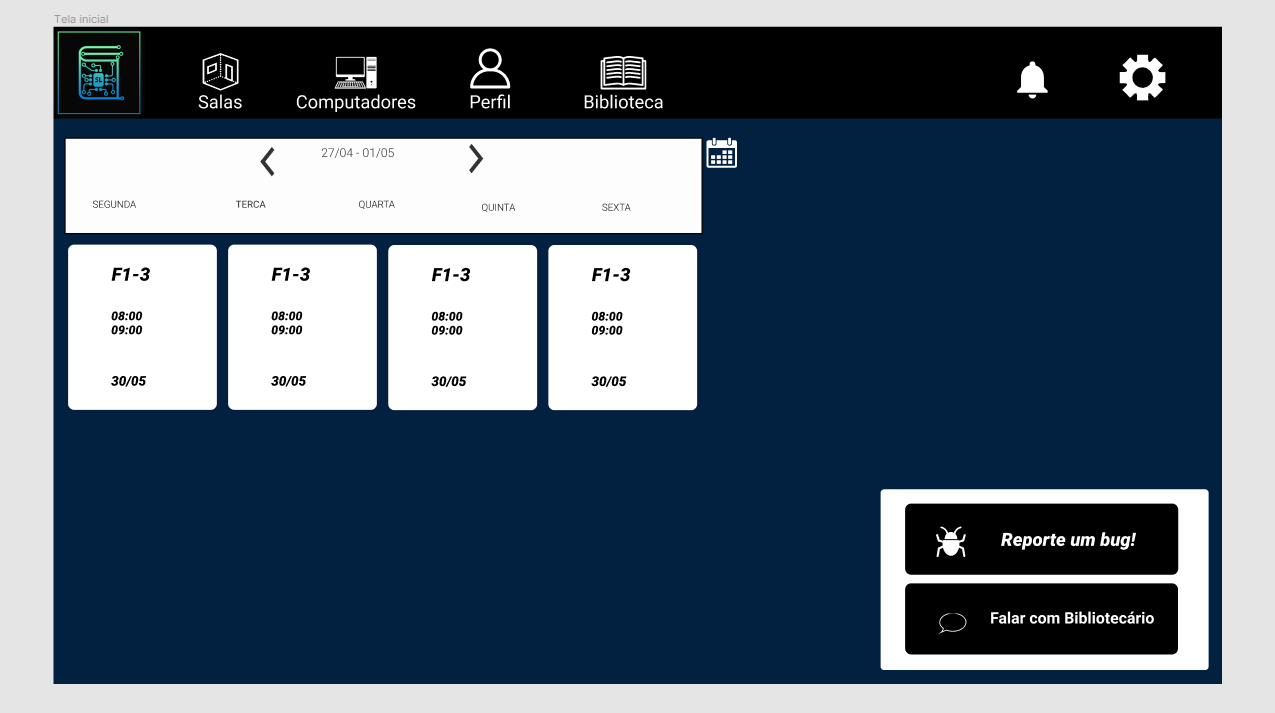 Tela inicial
SL
Salas
Computadores
Perfil
Biblioteca
27/04 - 01/05
SEGUNDA
TERCA
QUARTA
QUINTA
SEXTA
F1-3
08:00
09:00
30/05
F1-3
08:00
09:00
30/05
F1-3
08:00
09:00
30/05
F1-3
08:00
09:00
30/05
Reporte um bug!
Falar com Bibliotecário